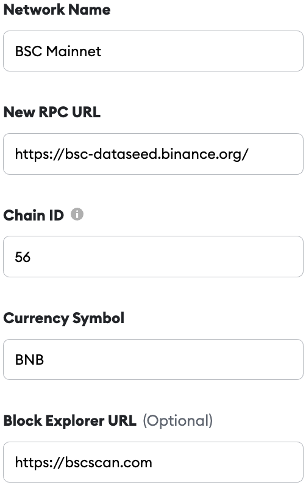 Network Name
BSC Mainnet
New RPC URL
https://bsc-dataseed.binance.org/
Chain ID
56
Currency Symbol
BNB
Block Explorer URL (Optional)
https://bscscan.com